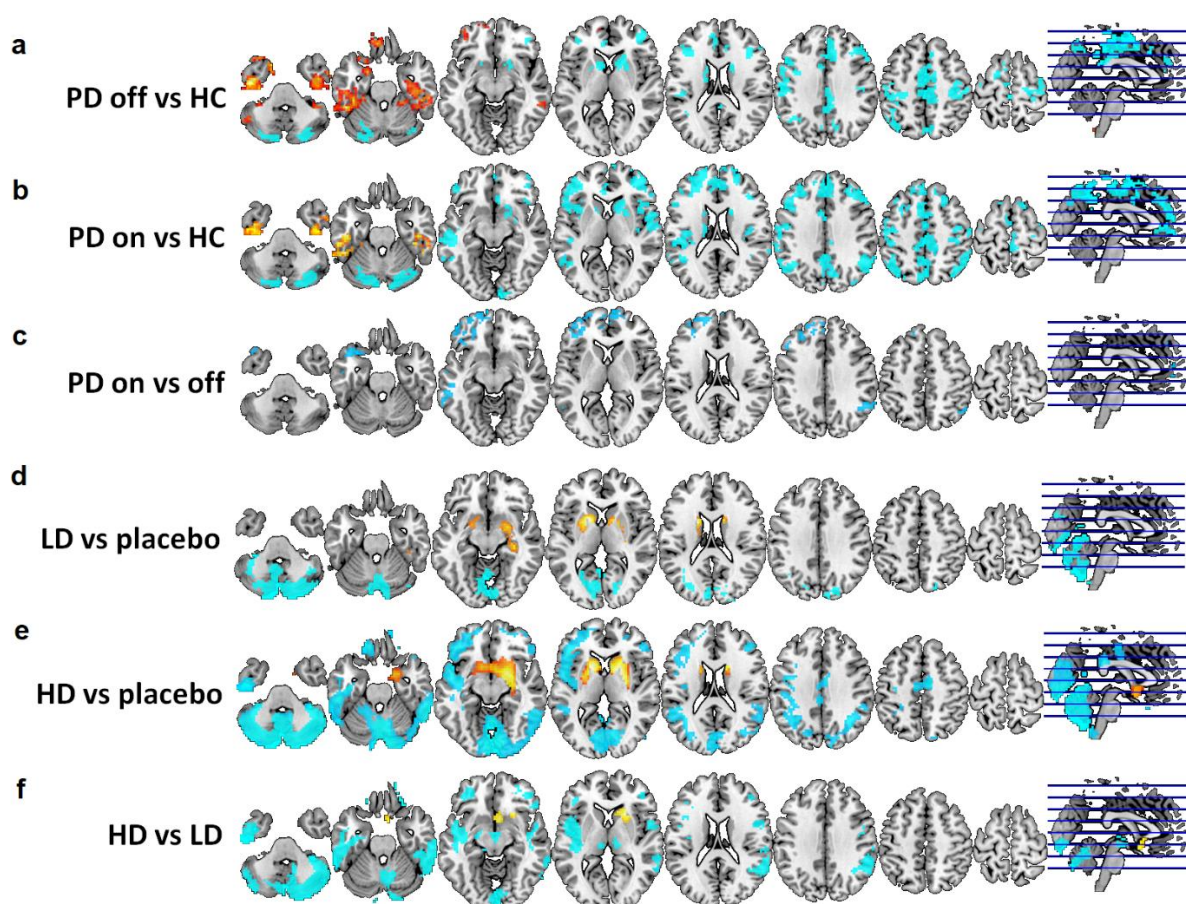 a
PD off vs HC
b
PD on vs HC
c
PD on vs off
d
LD vs placebo
e
HD vs placebo
f
HD vs LD